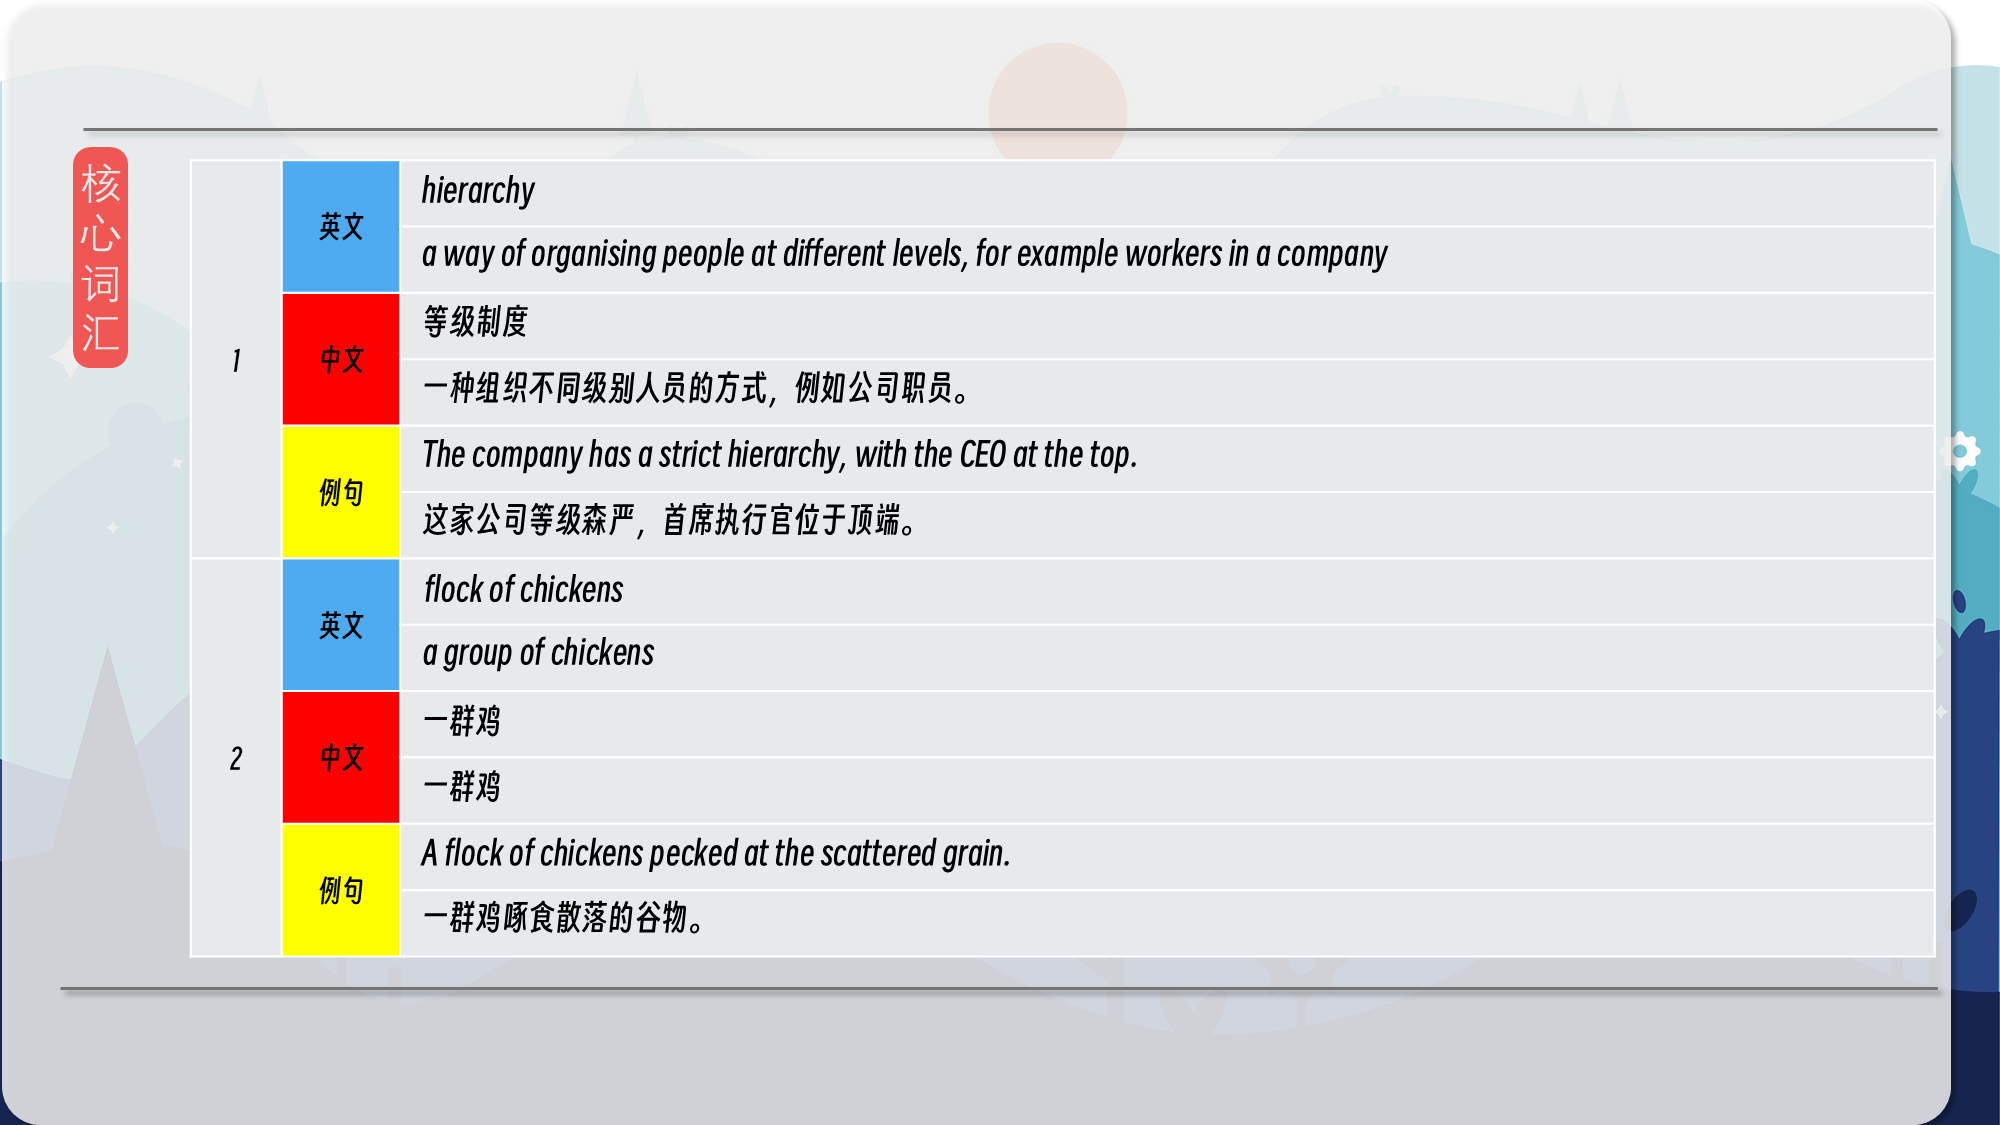 核心词汇
1
英文
hierarchy
a way of organising people at different levels, for example workers in a company
中文
等级制度
一种组织不同级别人员的方式，例如公司职员。
例句
The company has a strict hierarchy, with the CEO at the top.
这家公司等级森严，首席执行官位于顶端。
2
英文
flock of chickens
a group of chickens
中文
一群鸡
一群鸡
例句
A flock of chickens pecked at the scattered grain.
一群鸡啄食散落的谷物。